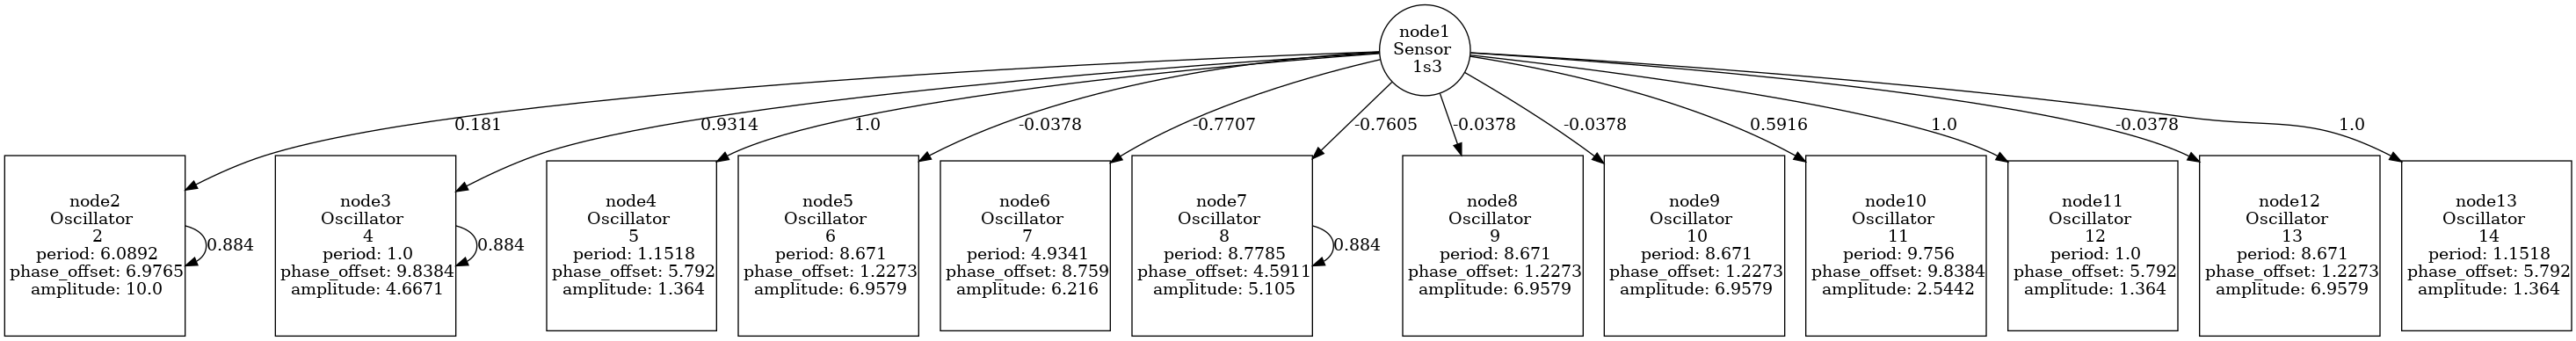 node1
Sensor
1s3
0.181
0.9314
1.0
-0.0378
-0.7707
-0.7605
-0.0378
-0.0378
0.5916
1.0
-0.0378
1.0
node2
Oscillator
2
period: 6.0892
phase_offset: 6.9765
amplitude: 10.0
0.884
node3
Oscillator
4
period: 1.0
phase_offset: 9.8384
amplitude: 4.6671
0.884
node4
Oscillator
5
period: 1.1518
phase_offset: 5.792
amplitude: 1.364
node5
Oscillator
6
period: 8.671
phase_offset: 1.2273
amplitude: 6.9579
node6
Oscillator
7
period: 4.9341
phase_offset: 8.759
amplitude: 6.216
node7
Oscillator
8
period: 8.7785
phase_offset: 4.5911
amplitude: 5.105
0.884
node8
Oscillator
9
period: 8.671
phase_offset: 1.2273
amplitude: 6.9579
node9
Oscillator
10
period: 8.671
phase_offset: 1.2273
amplitude: 6.9579
node10
Oscillator
11
period: 9.756
phase_offset: 9.8384
amplitude: 2.5442
node11
Oscillator
12
period: 1.0
phase_offset: 5.792
amplitude: 1.364
node12
Oscillator
13
period: 8.671
phase_offset: 1.2273
amplitude: 6.9579
node13
Oscillator
14
period: 1.1518
phase_offset: 5.792
amplitude: 1.364